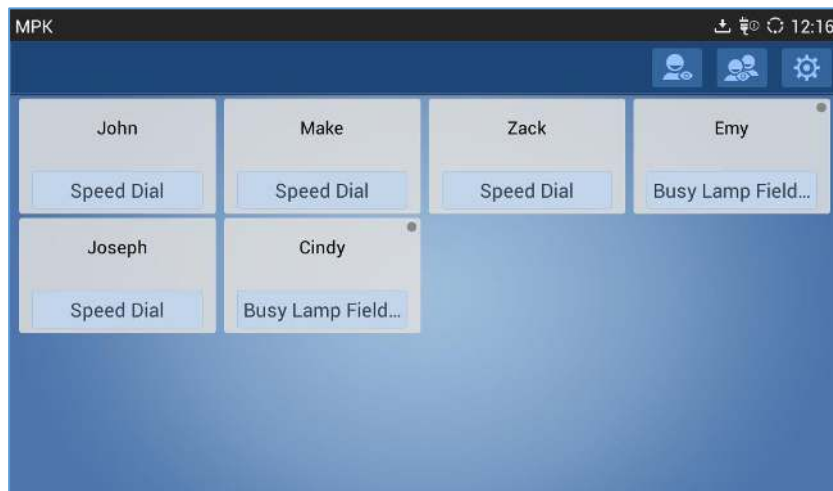 MPK 12:16
John Make Zack Emy
Speed Dial Speed Dial Speed Dial Busy Lamp Field...
Joseph Cindy
Speed Dial Busy Lamp Field...